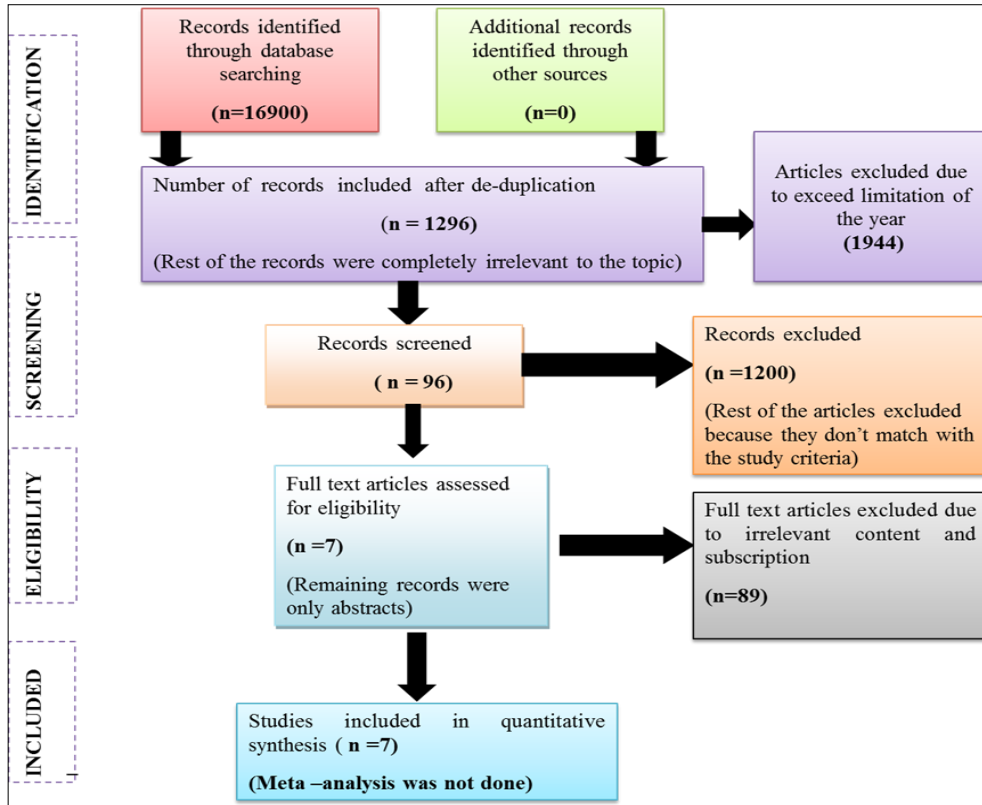 IDENTIFICATION
Records identified
through database
searching
(n=16900)
Additional records
identified through
other sources
(n=0)
Number of records included after de-duplication
(n = 1296)
(Rest of the records were completely irrelevant to the topic)
Articles excluded due
to exceed limitation of
the year
(1944)
SCREENING
Records screened
( n = 96)
Records excluded
(n =1200)
(Rest of the articles excluded
because they don’t match with
the study criteria)
ELIGIBILITY
Full text articles assessed
for eligibility
(n =7)
(Remaining records were
only abstracts)
Full text articles excluded due
to irrelevant content and
subscription
(n=89)
INCLUDED
Studies included in quantitative
synthesis ( n =7)
(Meta –analysis was not done)